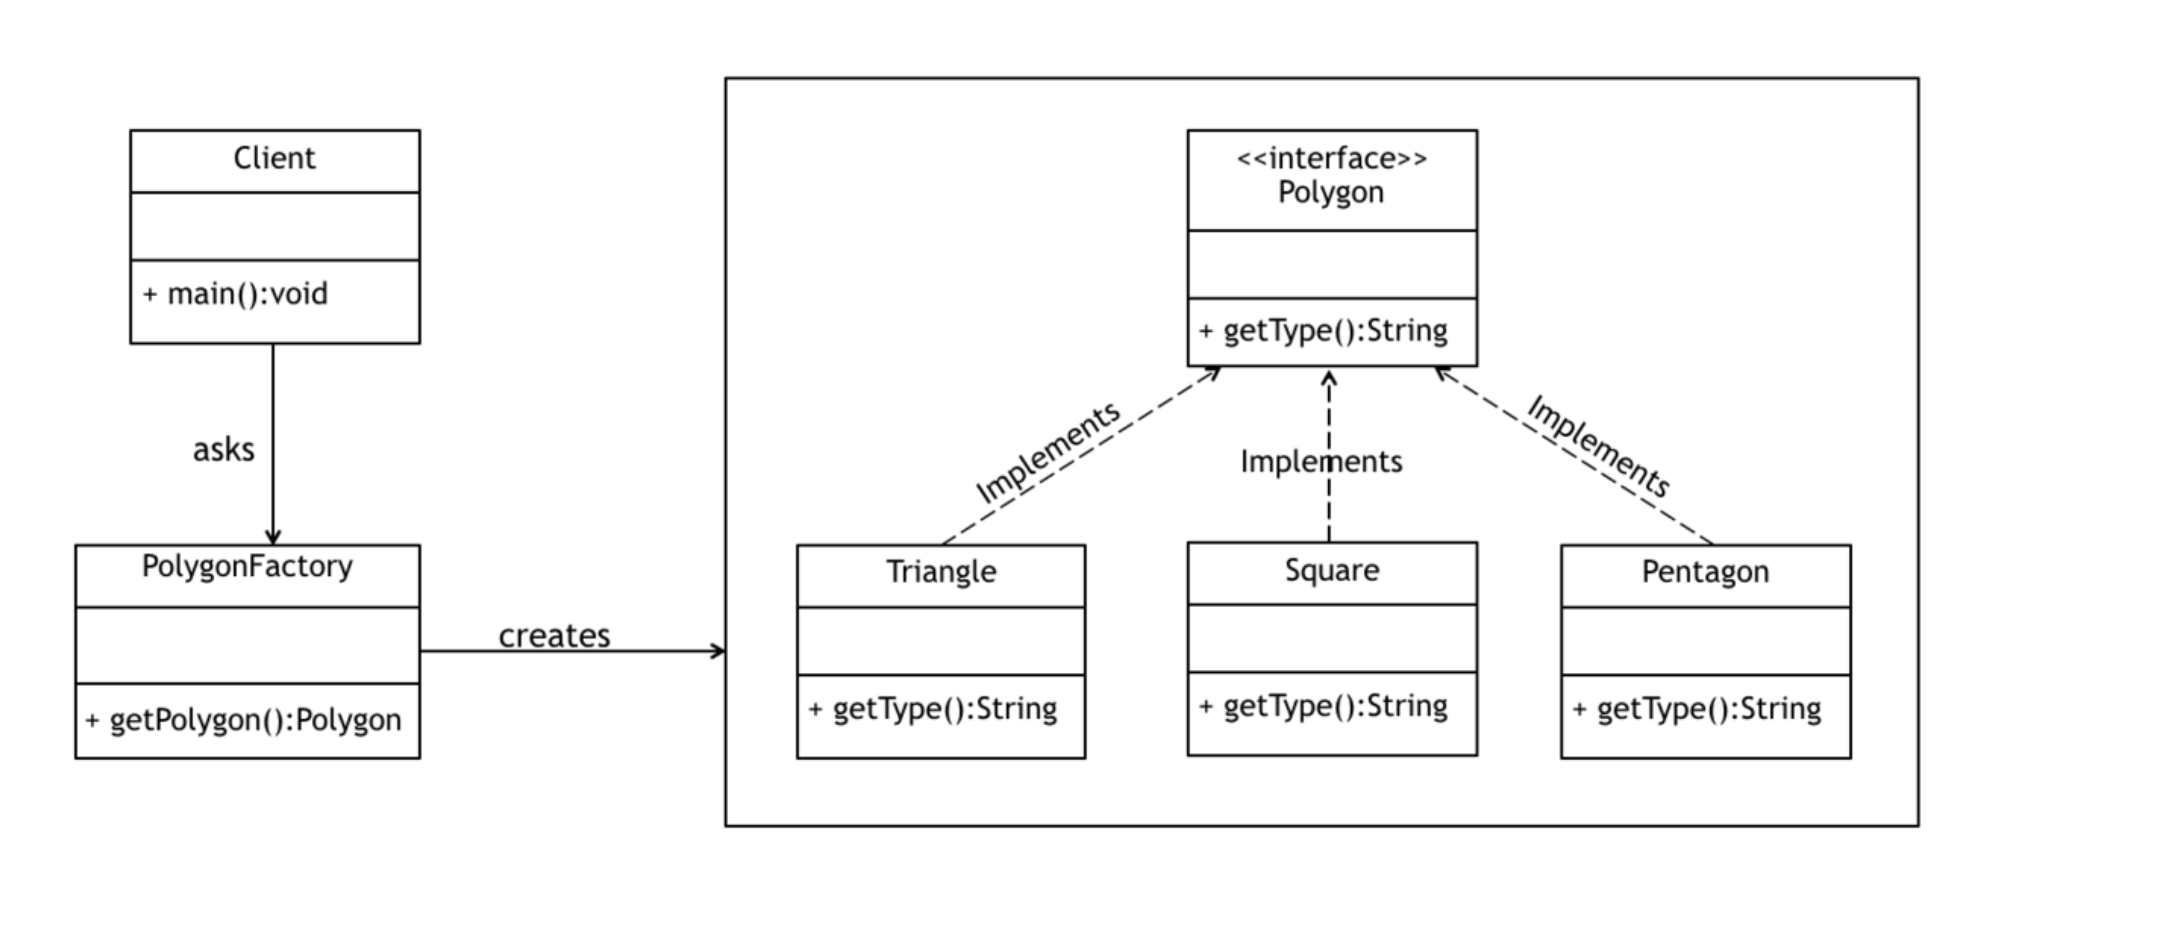 Client
+ main():void
asks
PolygonFactory
+ getPolygon():Polygon
creates
<<interface>>
Polygon
+ getType():String
Implements
Implements
Implements
Triangle
+ getType():String
Square
+ getType():String
Pentagon
+ getType():String